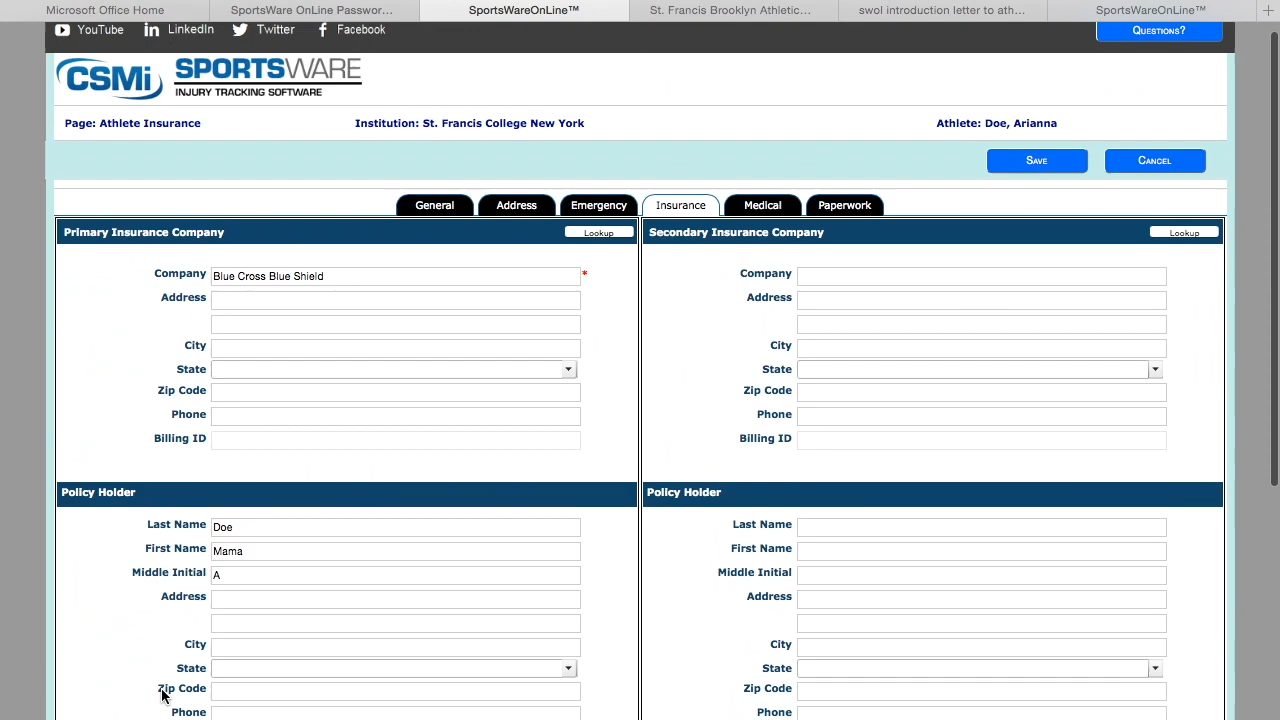 Microsoft Office Home
SportsWare OnLine Passwor...
SportsWareOnLine™
St. Francis Brooklyn Athletic...
swol introduction letter to ath...
SportsWareOnLine™
YouTube
LinkedIn
Twitter
Facebook
Questions?
CSMi
SPORTSWARE
INJURY TRACKING SOFTWARE
Page: Athlete Insurance
Institution: St. Francis College New York
Athlete: Doe, Arianna
Save
Cancel
General
Address
Emergency
Insurance
Medical
Paperwork
Primary Insurance Company
Lookup
Company Blue Cross Blue Shield *
Address
City
State
Zip Code
Phone
Billing ID
Policy Holder
Last Name Doe
First Name Mama
Middle Initial A
Address
City
State
Zip Code
Phone
Secondary Insurance Company
Lookup
Company
Address
City
State
Zip Code
Phone
Billing ID
Policy Holder
Last Name
First Name
Middle Initial
Address
City
State
Zip Code
Phone